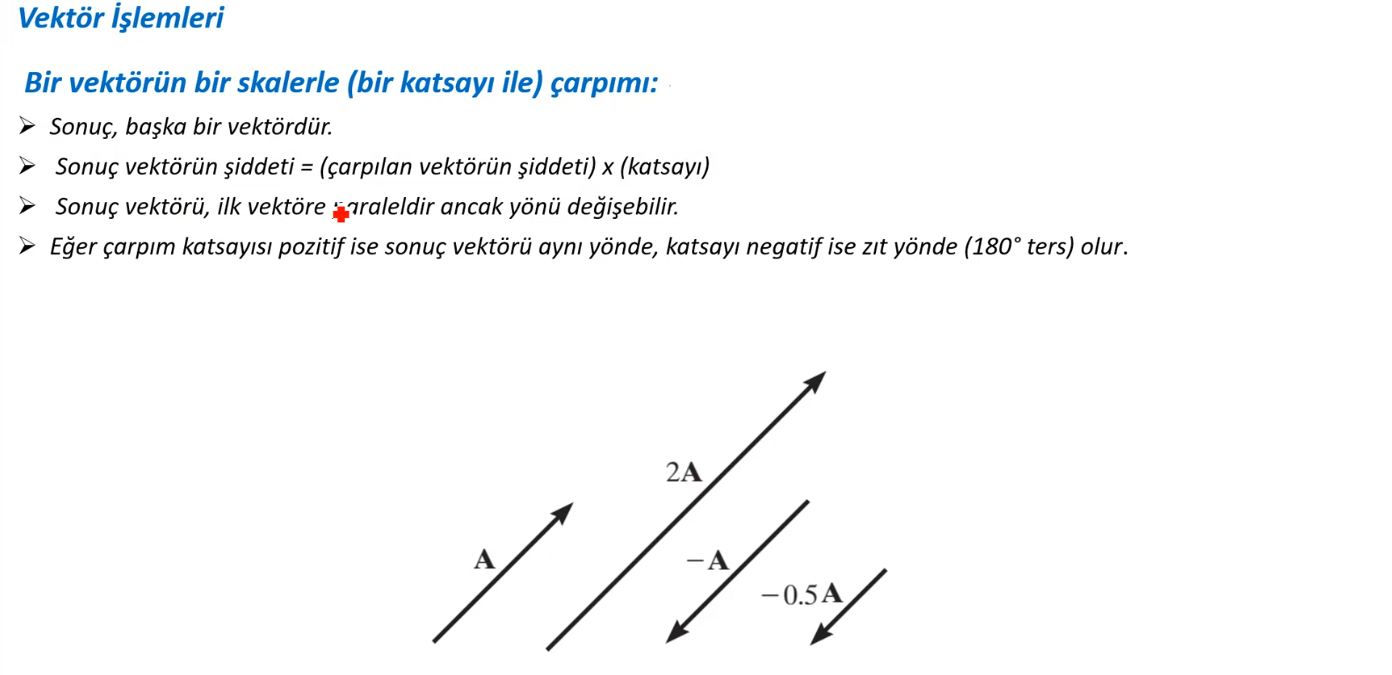 Vektör İşlemleri
Bir vektörün bir skalerle (bir katsayı ile) çarpımı:
➢ Sonuç, başka bir vektördür.
➢ Sonuç vektörün şiddeti = (çarpılan vektörün şiddeti) x (katsayı)
➢ Sonuç vektörü, ilk vektöre paraleldir ancak yönü değişebilir.
➢ Eğer çarpım katsayısı pozitif ise sonuç vektörü aynı yönde, katsayı negatif ise zıt yönde (180° ters) olur.
2A
A
−A
−0.5A